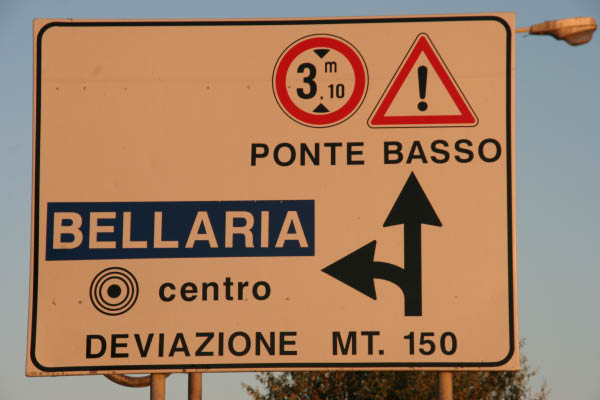 3 m .10
!
PONTE BASSO
BELLARIA
centro
DEVIAZIONE MT. 150